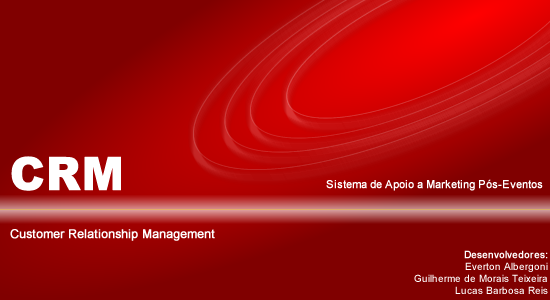 CRM
Sistema de Apoio a Marketing Pós-Eventos
Customer Relationship Management
Desenvolvedores:
Everton Albergoni
Guilherme de Morais Teixeira
Lucas Barbosa Reis